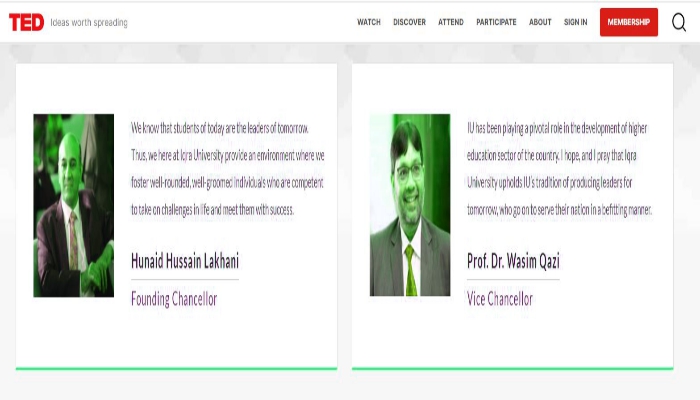 TED Ideas worth spreading WATCH DISCOVER ATTEND PARTICIPATE ABOUT SIGN IN MEMBERSHIP
We know that students of today are the leaders of tomorrow.
Thus, we here at Iqra University provide an environment where we
foster well-rounded, well-groomed individuals who are competent
to take on challenges in life and meet them with success.
Hunaid Hussain Lakhani
Founding Chancellor
IU has been playing a pivotal role in the development of higher
education sector of the country. I hope, and I pray that Iqra
University upholds IU's tradition of producing leaders for
tomorrow, who go on to serve their nation in a befitting manner.
Prof. Dr. Wasim Qazi
Vice Chancellor